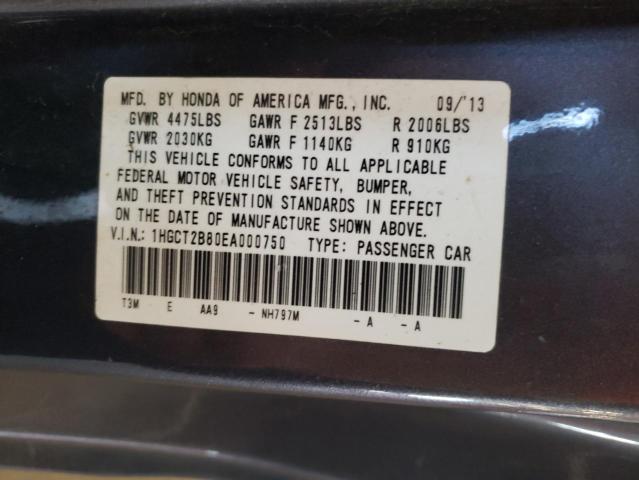 MFD. BY HONDA OF AMERICA MFG., INC. 09/'13
GVWR 4475LBS GAWR F 2513LBS R 2006LBS
GVWR 2030KG GAWR F 1140KG R 910KG
THIS VEHICLE CONFORMS TO ALL APPLICABLE
FEDERAL MOTOR VEHICLE SAFETY, BUMPER,
AND THEFT PREVENTION STANDARDS IN EFFECT
ON THE DATE OF MANUFACTURE SHOWN ABOVE.
V.I.N.: 1HGCT2B80EA000750 TYPE: PASSENGER CAR
T3M E AA9 - NH797M - A - A